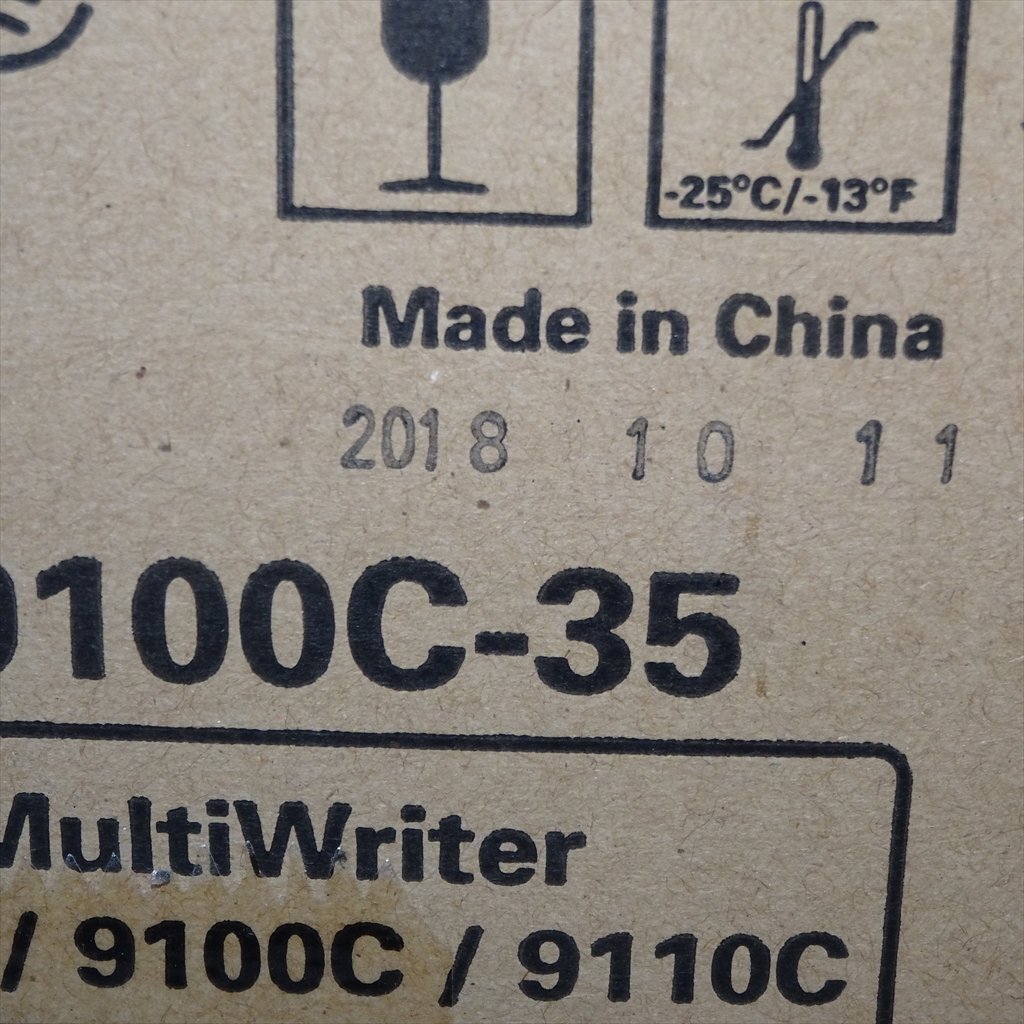 -25°C/-13°F
Made in China
2018 10 11
9100C-35
MultiWriter
/ 9100C / 9110C